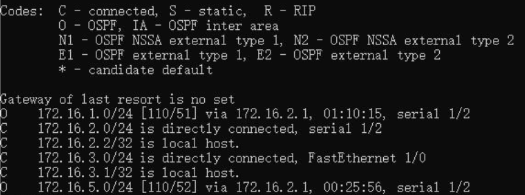 Codes: C - connected, S - static, R - RIP
O - OSPF, IA - OSPF inter area
N1 - OSPF NSSA external type 1, N2 - OSPF NSSA external type 2
E1 - OSPF external type 1, E2 - OSPF external type 2
* - candidate default
Gateway of last resort is no set
O 172.16.1.0/24 [110/51] via 172.16.2.1, 01:10:15, serial 1/2
C 172.16.2.0/24 is directly connected, serial 1/2
C 172.16.2.2/32 is local host.
C 172.16.3.0/24 is directly connected, FastEthernet 1/0
C 172.16.3.1/32 is local host.
O 172.16.5.0/24 [110/52] via 172.16.2.1, 00:25:56, serial 1/2